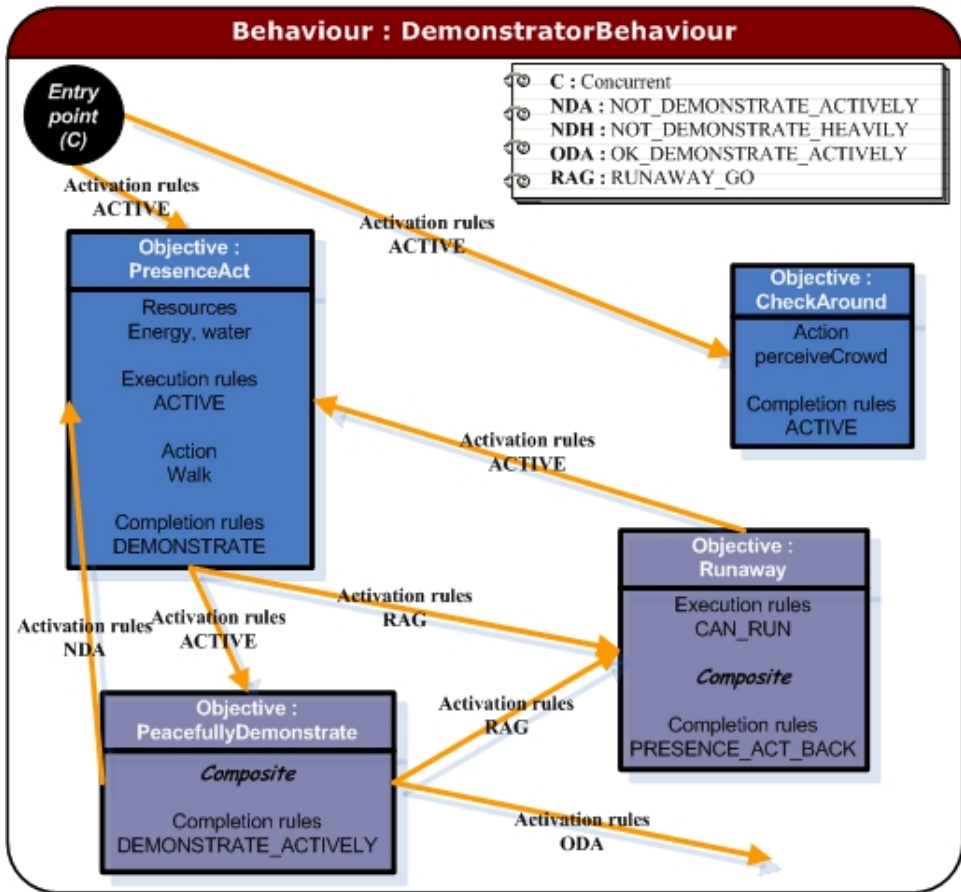 Behaviour : DemonstratorBehaviour
Entry
point
(C)
C : Concurrent
NDA : NOT_DEMONSTRATE_ACTIVELY
NDH : NOT_DEMONSTRATE_HEAVILY
ODA : OK_DEMONSTRATE_ACTIVELY
RAG : RUNAWAY_GO
Activation rules
ACTIVE
Activation rules
ACTIVE
Objective :
PresenceAct
Resources
Energy, water
Execution rules
ACTIVE
Action
Walk
Completion rules
DEMONSTRATE
Objective :
CheckAround
Action
perceiveCrowd
Completion rules
ACTIVE
Activation rules
ACTIVE
Objective :
Runaway
Execution rules
CAN_RUN
Composite
Completion rules
PRESENCE_ACT_BACK
Activation rules
RAG
Activation rules
NDA
Activation rules
ACTIVE
Activation rules
RAG
Objective :
PeacefullyDemonstrate
Composite
Completion rules
DEMONSTRATE_ACTIVELY
Activation rules
ODA